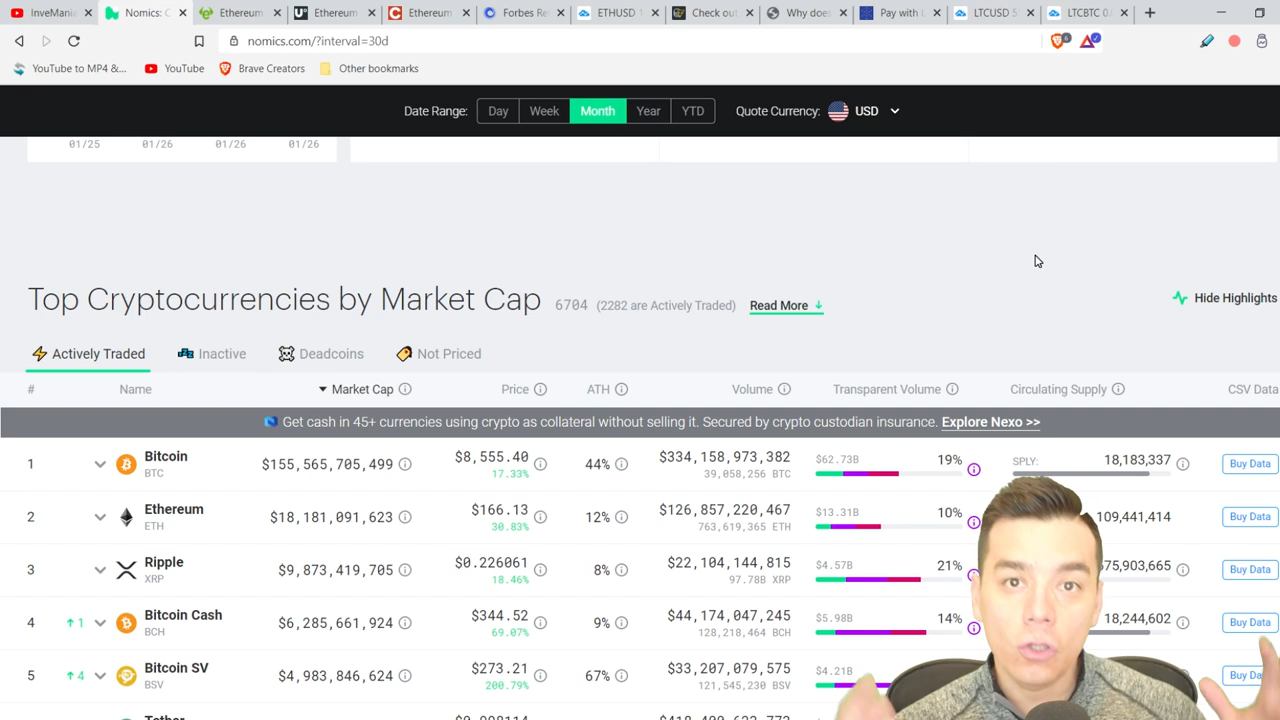 InveMania
Nomics: C
Ethereum
Ethereum
Ethereum
Forbes Re
ETHUSD 1
Check out
Why does
Pay with L
LTCUSD 5
LTCBTC 0.
nomics.com/?interval=30d
6
YouTube to MP4 &...
YouTube
Brave Creators
Other bookmarks
Date Range: Day Week Month Year YTD Quote Currency: USD
01/25 01/26 01/26 01/26
Top Cryptocurrencies by Market Cap 6704 (2282 are Actively Traded) Read More
Hide Highlights
Actively Traded Inactive Deadcoins Not Priced
# Name Market Cap Price ATH Volume Transparent Volume Circulating Supply CSV Data
Get cash in 45+ currencies using crypto as collateral without selling it. Secured by crypto custodian insurance. Explore Nexo >>
1 Bitcoin $155,565,705,499 $8,555.40 44% $334,158,973,382 $62.73B 19% SPLY: 18,183,337 Buy Data
BTC 17.33% 39,058,256 BTC
2 Ethereum $18,181,091,623 $166.13 12% $126,857,220,467 $13.31B 10% 109,441,414 Buy Data
ETH 30.83% 763,619,365 ETH
3 Ripple $9,873,419,705 $0.226061 8% $22,104,144,815 $4.57B 21% 75,903,665 Buy Data
XRP 18.46% 97.78B XRP
4 1 Bitcoin Cash $6,285,661,924 $344.52 9% $44,174,047,245 $5.98B 14% 18,244,602 Buy Data
BCH 69.07% 128,218,464 BCH
5 4 Bitcoin SV $4,983,846,624 $273.21 67% $33,207,079,575 $4.21B Buy Da
BSV 200.79% 121,545,230 BSV
Tether